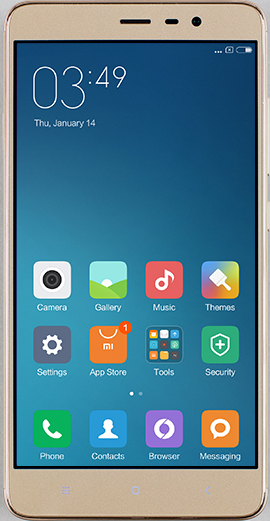 03:49
Thu, January 14
Camera Gallery Music Themes
1
mi
Settings App Store Tools Security
Phone Contacts Browser Messaging